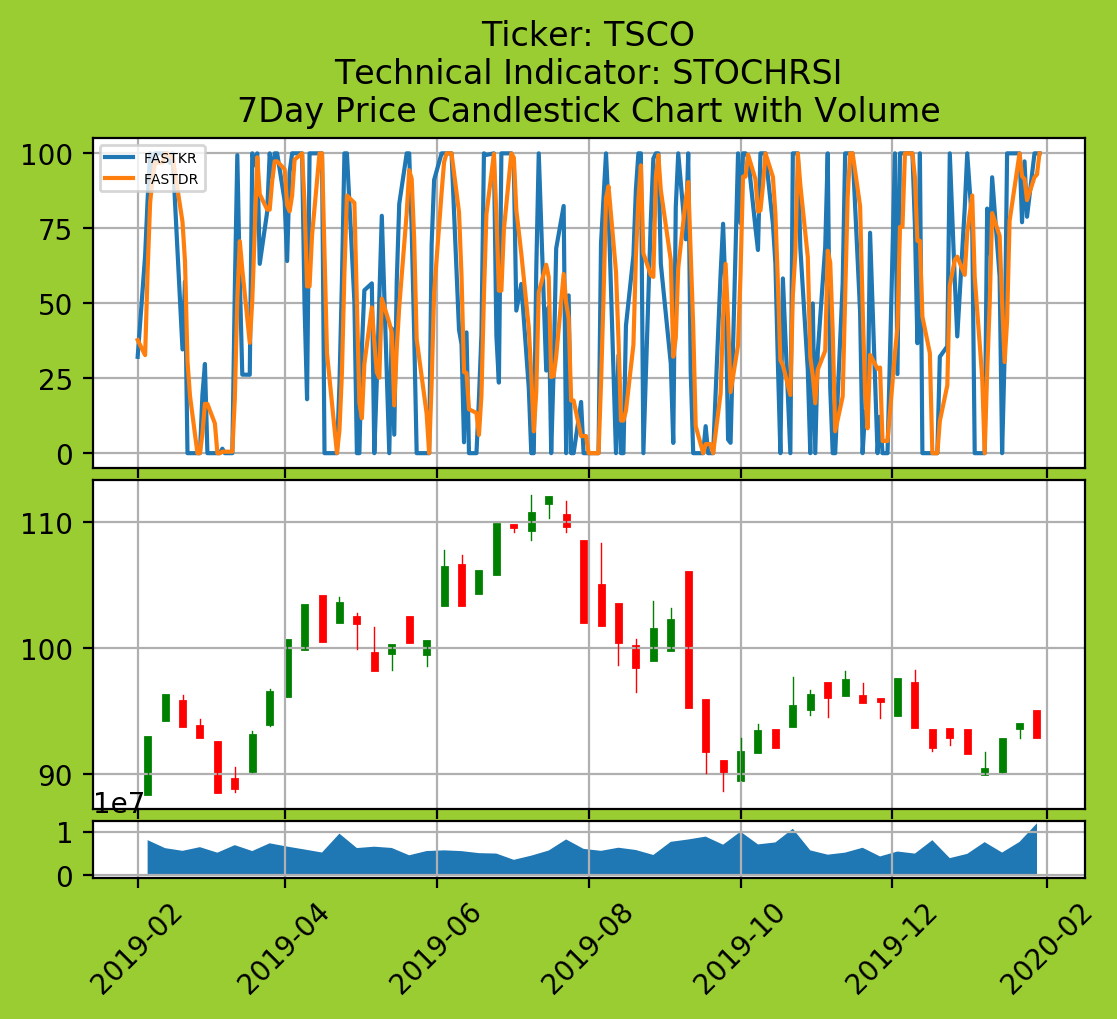 Ticker: TSCO
Technical Indicator: STOCHRSI
7Day Price Candlestick Chart with Volume
FASTKR
FASTDR
100
75
50
25
0
110
100
90
1e7
1
0
2019-02
2019-04
2019-06
2019-08
2019-10
2019-12
2020-02